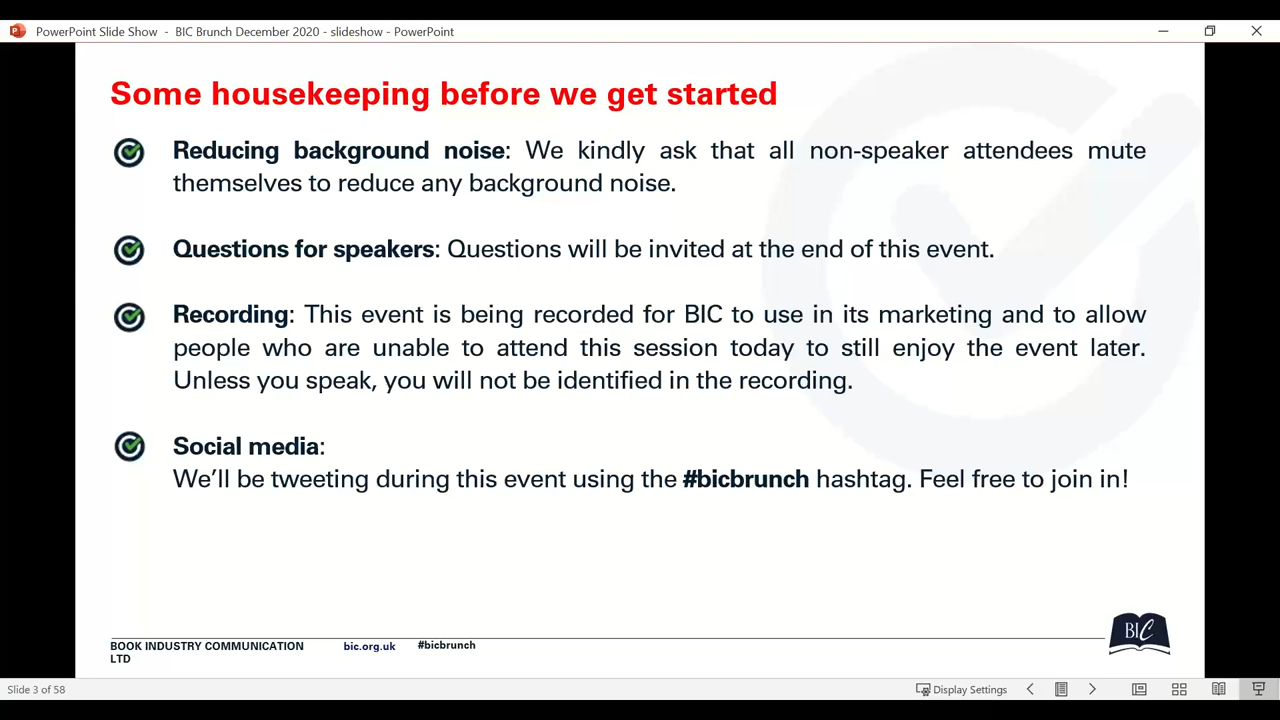 PowerPoint Slide Show - BIC Brunch December 2020 - slideshow - PowerPoint
Some housekeeping before we get started
Reducing background noise: We kindly ask that all non-speaker attendees mute
themselves to reduce any background noise.
Questions for speakers: Questions will be invited at the end of this event.
Recording: This event is being recorded for BIC to use in its marketing and to allow
people who are unable to attend this session today to still enjoy the event later.
Unless you speak, you will not be identified in the recording.
Social media:
We’ll be tweeting during this event using the #bicbrunch hashtag. Feel free to join in!
BOOK INDUSTRY COMMUNICATION
LTD
bic.org.uk
#bicbrunch
BIC
Slide 3 of 58
Display Settings